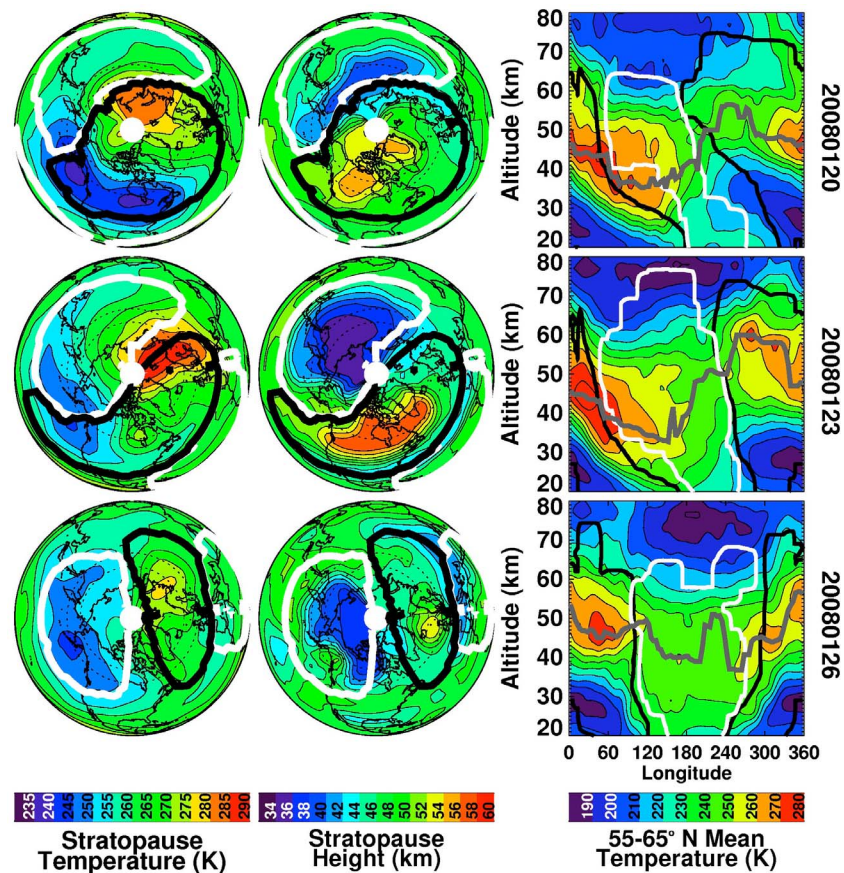 80
70
60
50
40
30
20
Altitude (km)
20080120
80
70
60
50
40
30
20
Altitude (km)
20080123
80
70
60
50
40
30
20
Altitude (km)
20080126
0 60 120 180 240 300 360
Longitude
235 240 245 250 255 260 265 270 275 280 285 290
Stratopause
Temperature (K)
34 36 38 40 42 44 46 48 50 52 54 56 58 60
Stratopause
Height (km)
190 200 210 220 230 240 250 260 270 280
55-65° N Mean
Temperature (K)